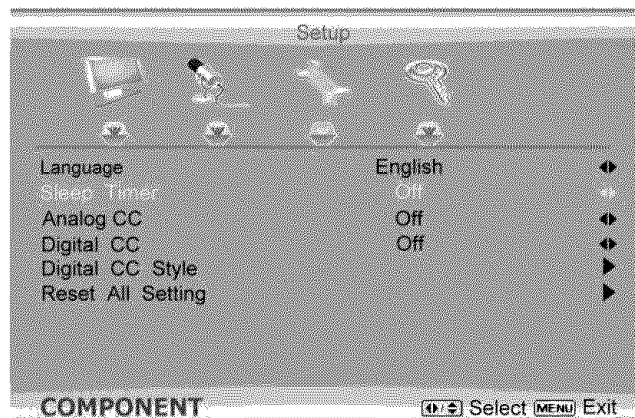 Setup
Language English
Sleep Timer Off
Analog CC Off
Digital CC Off
Digital CC Style
Reset All Setting
COMPONENT Select MENU Exit